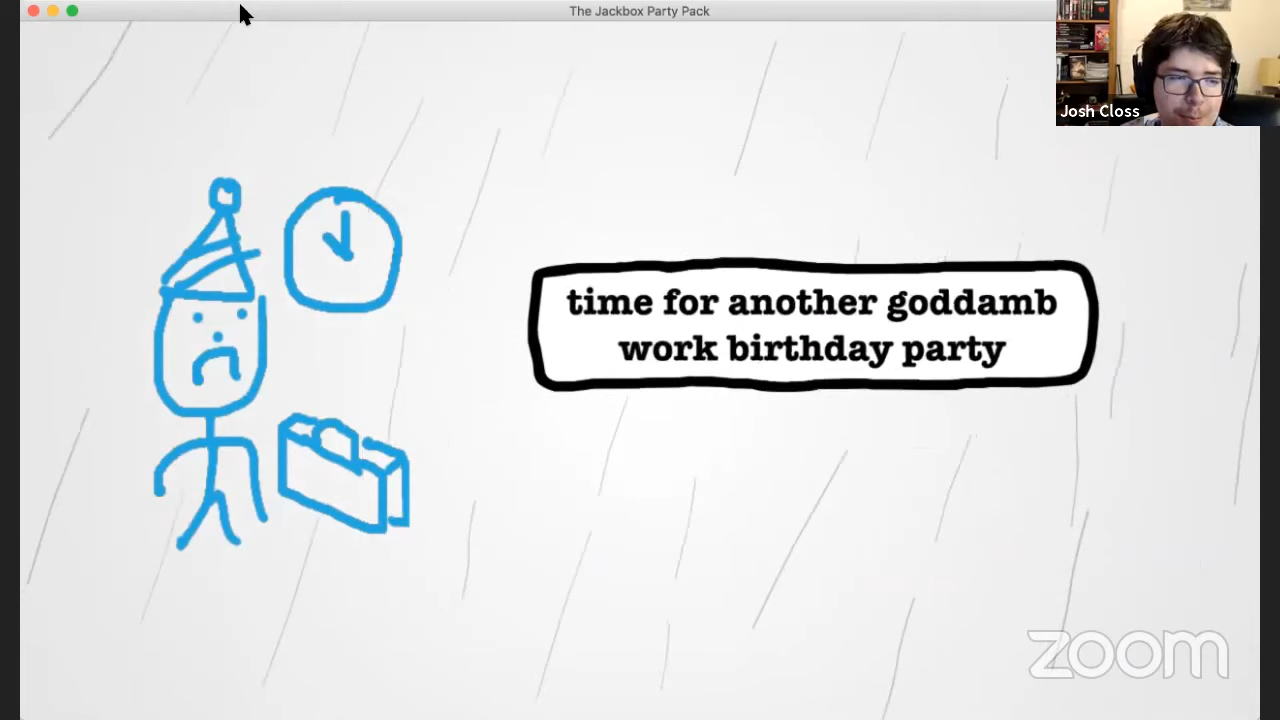 The Jackbox Party Pack
Josh Closs
time for another goddamb
work birthday party
zoom